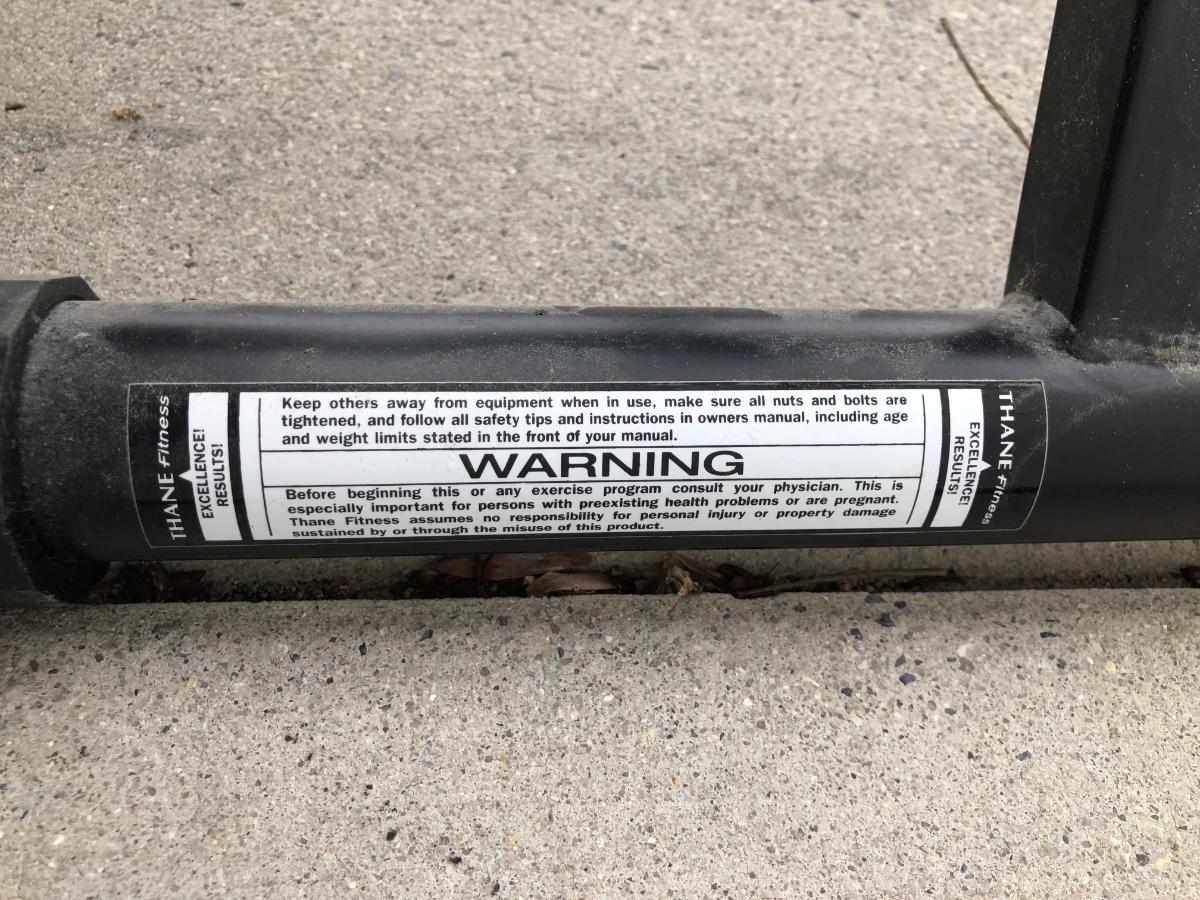 THANE Fitness
EXCELLENCE!
RESULTS!
Keep others away from equipment when in use, make sure all nuts and bolts are
tightened, and follow all safety tips and instructions in owners manual, including age
and weight limits stated in the front of your manual.
WARNING
Before beginning this or any exercise program consult your physician. This is
especially important for persons with preexisting health problems or are pregnant.
Thane Fitness assumes no responsibility for personal injury or property damage
sustained by or through the misuse of this product.
THANE Fitness
EXCELLENCE!
RESULTS!